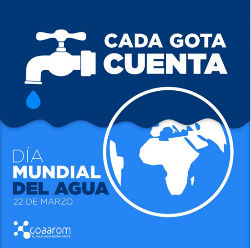 CADA GOTA
CUENTA
DÍA
MUNDIAL
DEL AGUA
22 DE MARZO
coaarom